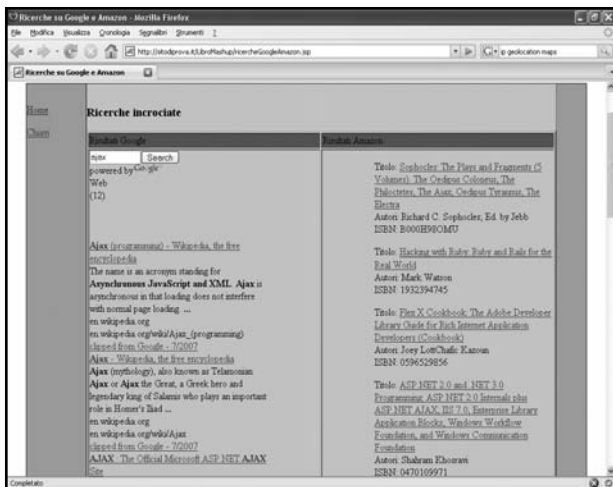 Ricerche su Google e Amazon - Mozilla Firefox
File Modifica Visualizza Cronologia Segnalibri Strumenti ?
http://sitodiprova.it/LibroMashup/ricercheGoogleAmazon.jsp
ip geolocation maps
Ricerche su Google e Amazon
Home
Chiavi
Ricerche incrociate
Risultati Google
ajax Search
powered by Google
Web
(12)
Ajax (programming) - Wikipedia, the free
encyclopedia
The name is an acronym standing for
Asynchronous JavaScript and XML. Ajax is
asynchronous in that loading does not interfere
with normal page loading. ...
en.wikipedia.org
en.wikipedia.org/wiki/Ajax_(programming)
clipped from Google - 7/2007
Ajax - Wikipedia, the free encyclopedia
Ajax (mythology), also known as Telamonian
Ajax or Ajax the Great, a Greek hero and
legendary king of Salamis who plays an important
role in Homer's Iliad ...
en.wikipedia.org
en.wikipedia.org/wiki/Ajax
clipped from Google - 7/2007
AJAX : The Official Microsoft ASP.NET AJAX
Site
Risultati Amazon
Titolo: Sophocles: The Plays and Fragments (5
Volumes): The Oedipus Coloneus, The
Philoctetes, The Ajax, Oedipus Tyrannus, The
Electra
Autori: Richard C. Sophocles; Ed. by Jebb
ISBN: B000H98OMU
Titolo: Hacking with Ruby: Ruby and Rails for the
Real World
Autori: Mark Watson
ISBN: 1932394745
Titolo: Flex X Cookbook: The Adobe Developer
Library Guide for Rich Internet Application
Developers (Cookbook)
Autori: Joey LottChafic Kazoun
ISBN: 0596529856
Titolo: ASP.NET 2.0 and .NET 3.0
Programming: ASP.NET 2.0 Internals plus
ASP.NET AJAX, IIS 7.0, Enterprise Library
Application Blocks, Windows Workflow
Foundation, and Windows Communication
Foundation
Autori: Shahram Khosravi
ISBN: 0470109971
Completato